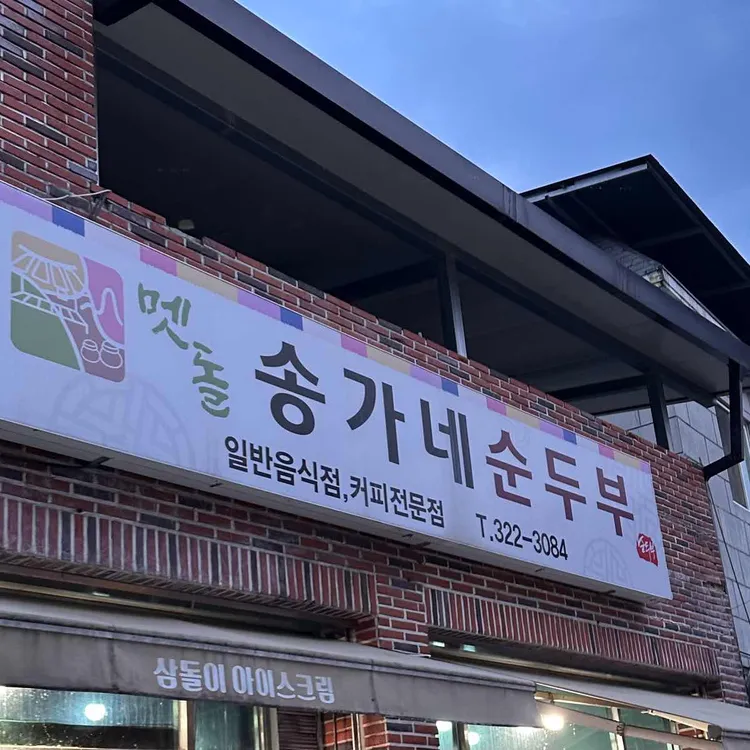 멧돌 송가네순두부
일반음식점,커피전문점 T.322-3084
삼돌이 아이스크림